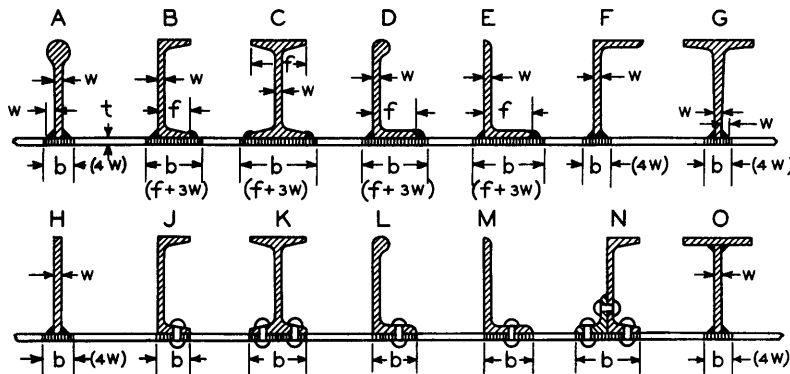 A B C D E F G
w w f w w w w w
w t f f w
b (4W) b b b b b (4W) b (4W)
(f+3W) (f+3W) (f+3W) (f+3W)
H J K L M N O
w w
b (4W) b b b b b b (4W)